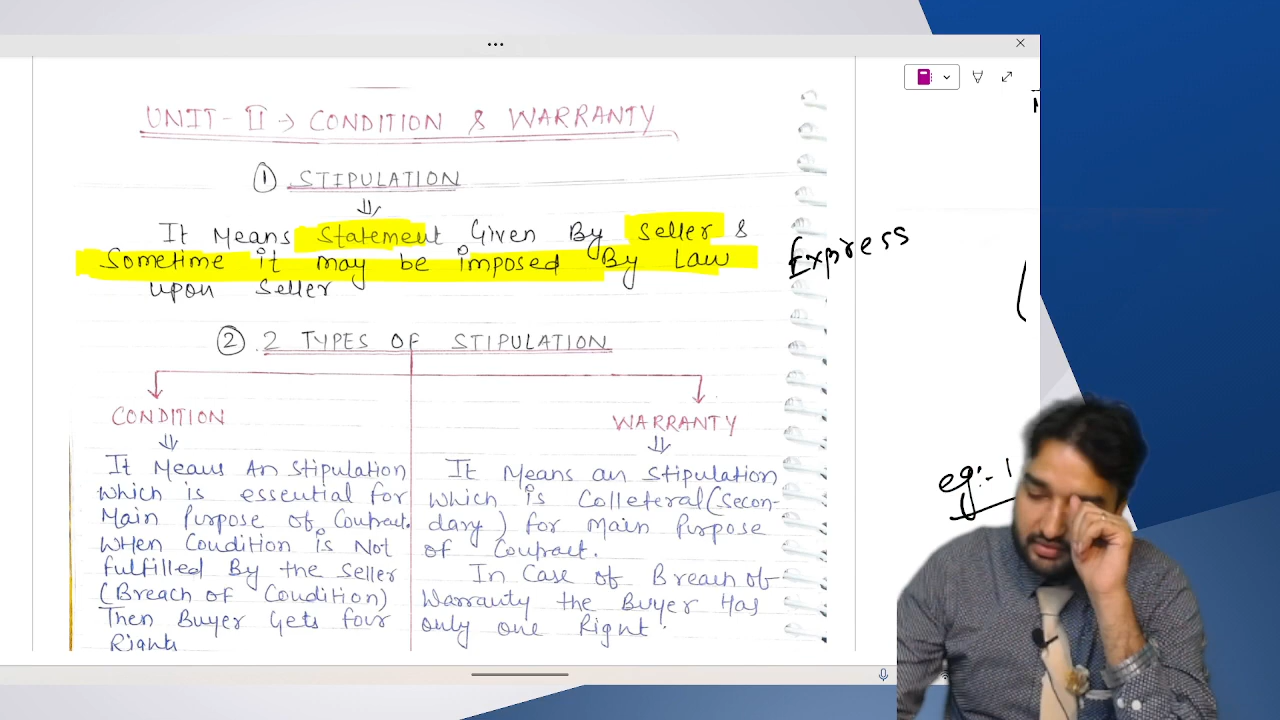 UNIT-II → CONDITION & WARRANTY
① STIPULATION
It Means Statement Given By Seller &
Sometime it may be imposed By Law
upon Seller
Express
② 2 TYPES OF STIPULATION
CONDITION
It Means An Stipulation
which is essential for
Main Purpose of Contract.
When Condition is Not
fulfilled By the Seller
(Breach of Condition)
Then Buyer Gets four
Rights
WARRANTY
It Means an Stipulation
which is Colleteral (Secon-
dary) for Main Purpose
of Contract.
In Case of Breach of
Warranty the Buyer Has
only one Right.
eg:- 1